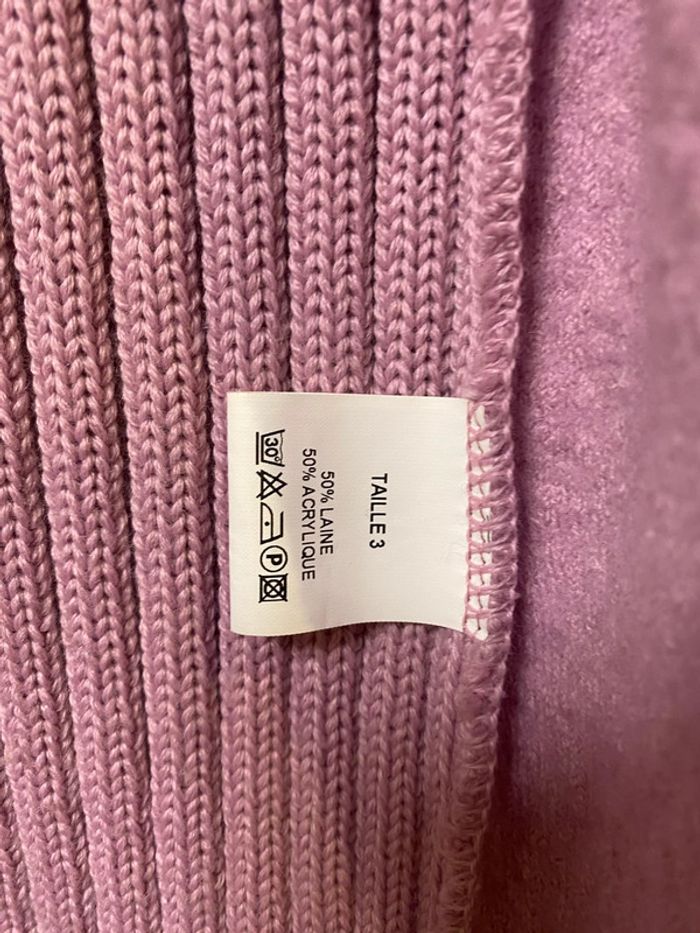 TAILLE 3
50% LAINE
50% ACRYLIQUE
30°
P